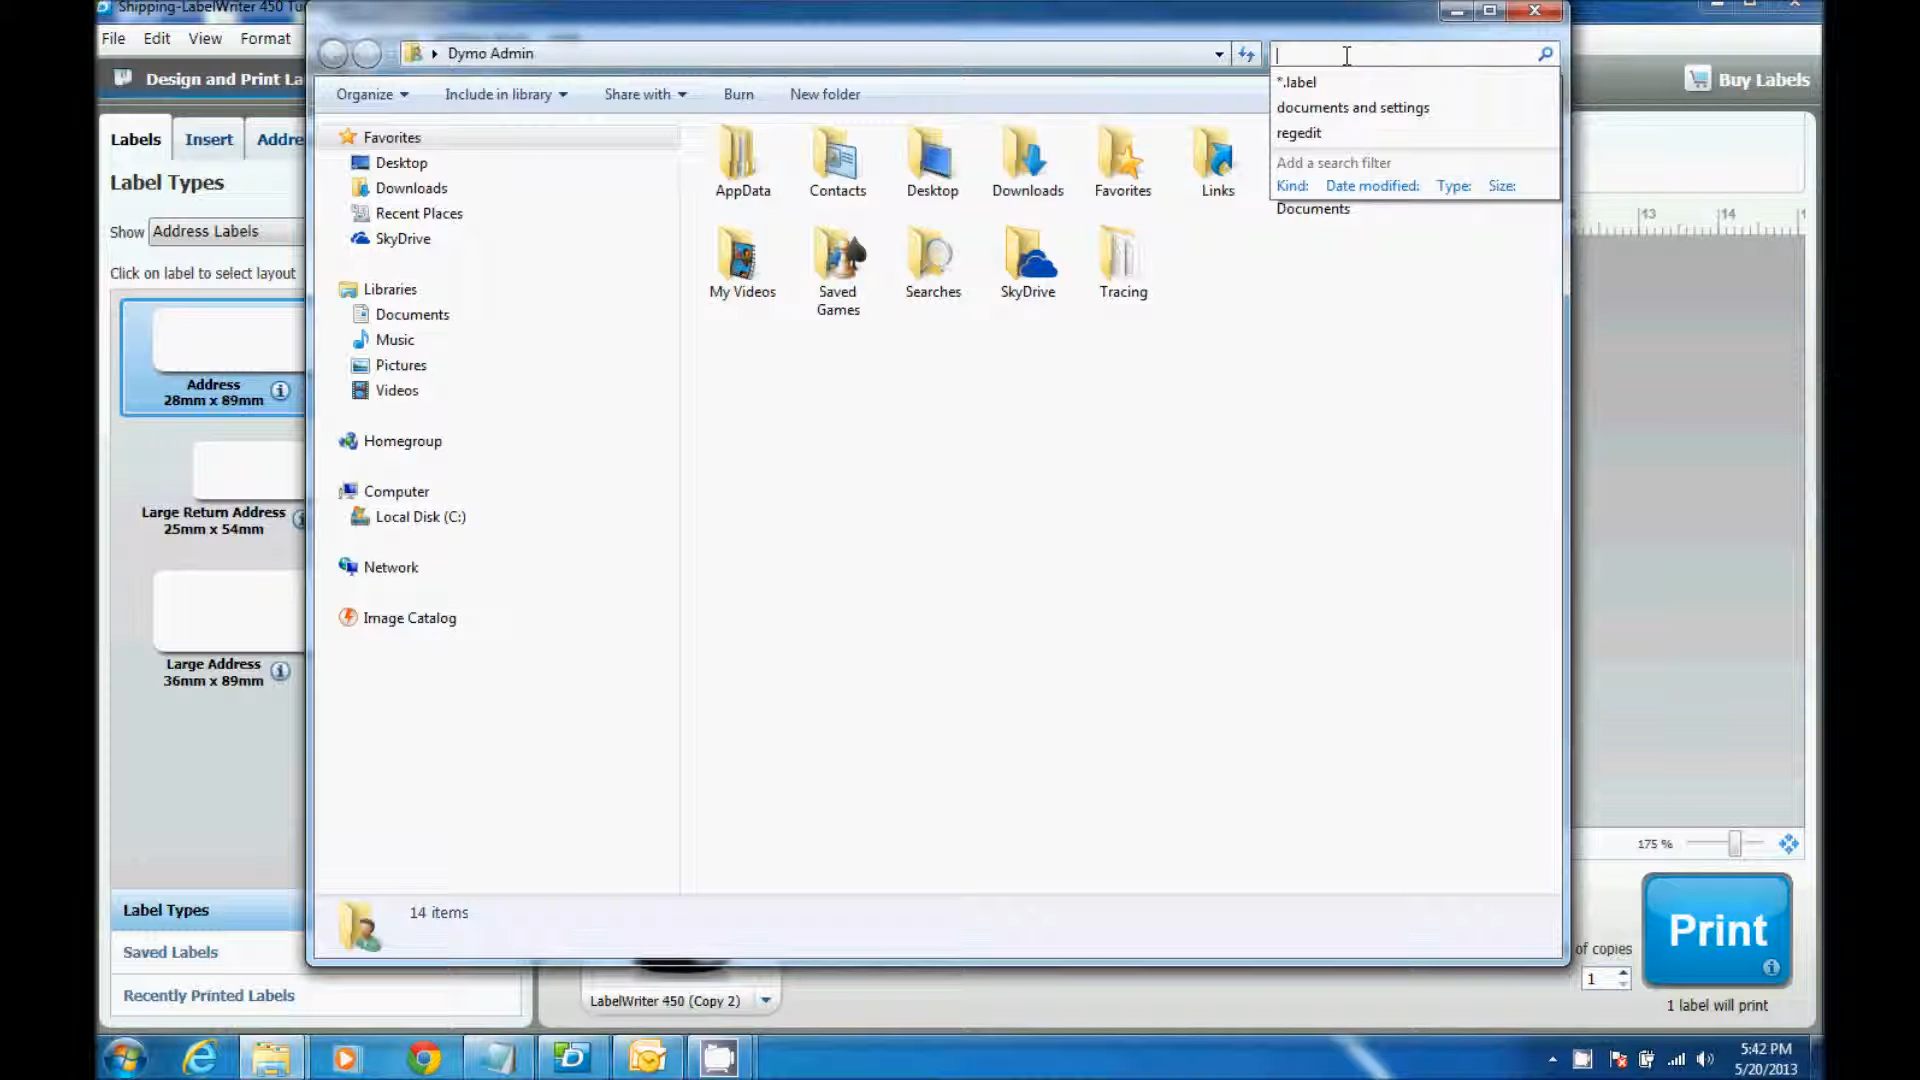 Shipping-LabelWriter 450
File Edit View Format
Design and Print La
Buy Labels
Labels Insert Addre
Label Types
Show Address Labels
Click on label to select layout
Address
28mm x 89mm
Large Return Address
25mm x 54mm
Large Address
36mm x 89mm
Label Types
Saved Labels
Recently Printed Labels
Dymo Admin
Organize Include in library Share with Burn New folder
*.label
documents and settings
regedit
Add a search filter
Kind: Date modified: Type: Size:
Favorites
Desktop
Downloads
Recent Places
SkyDrive
Libraries
Documents
Music
Pictures
Videos
Homegroup
Computer
Local Disk (C:)
Network
Image Catalog
AppData Contacts Desktop Downloads Favorites Links
Documents
My Videos Saved Games Searches SkyDrive Tracing
14 items
13 14
175 %
Print
of copies
1
1 label will print
LabelWriter 450 (Copy 2)
5:42 PM
5/20/2013